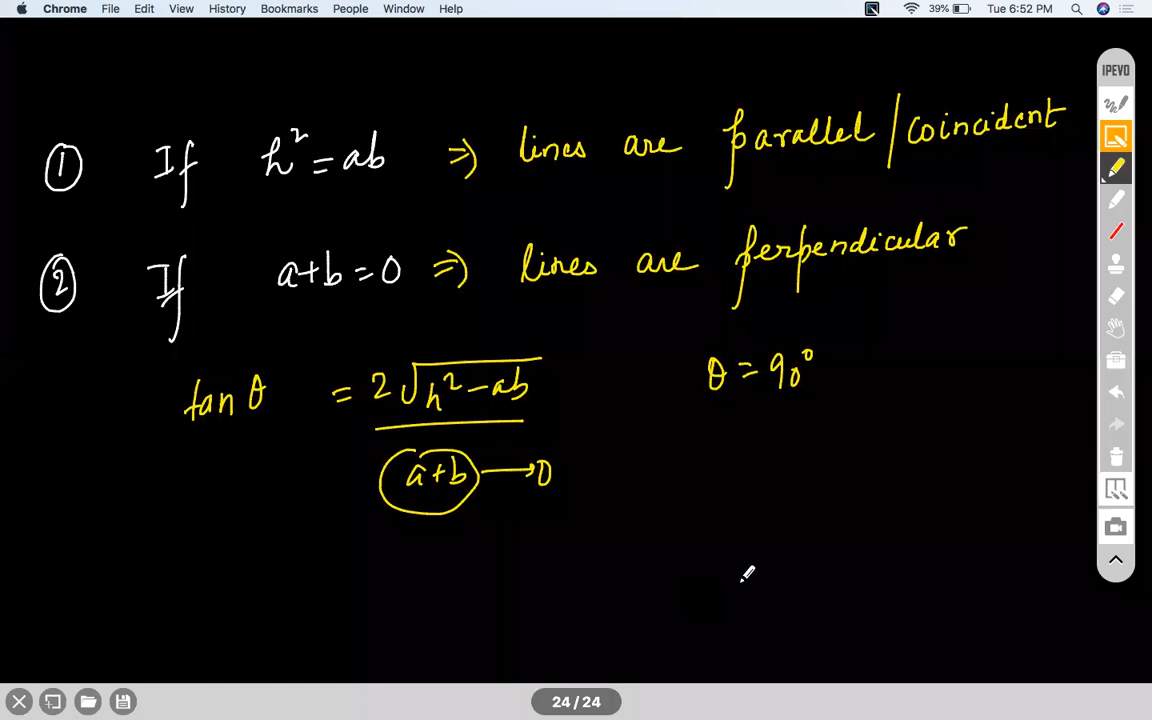 Chrome File Edit View History Bookmarks People Window Help 39% Tue 6:52 PM
IPEVO
① If h² = ab ⇒ lines are parallel / coincident
② If a+b = 0 ⇒ lines are perpendicular
tan θ = 2√(h² − ab) θ = 90°
a+b → 0
24 / 24